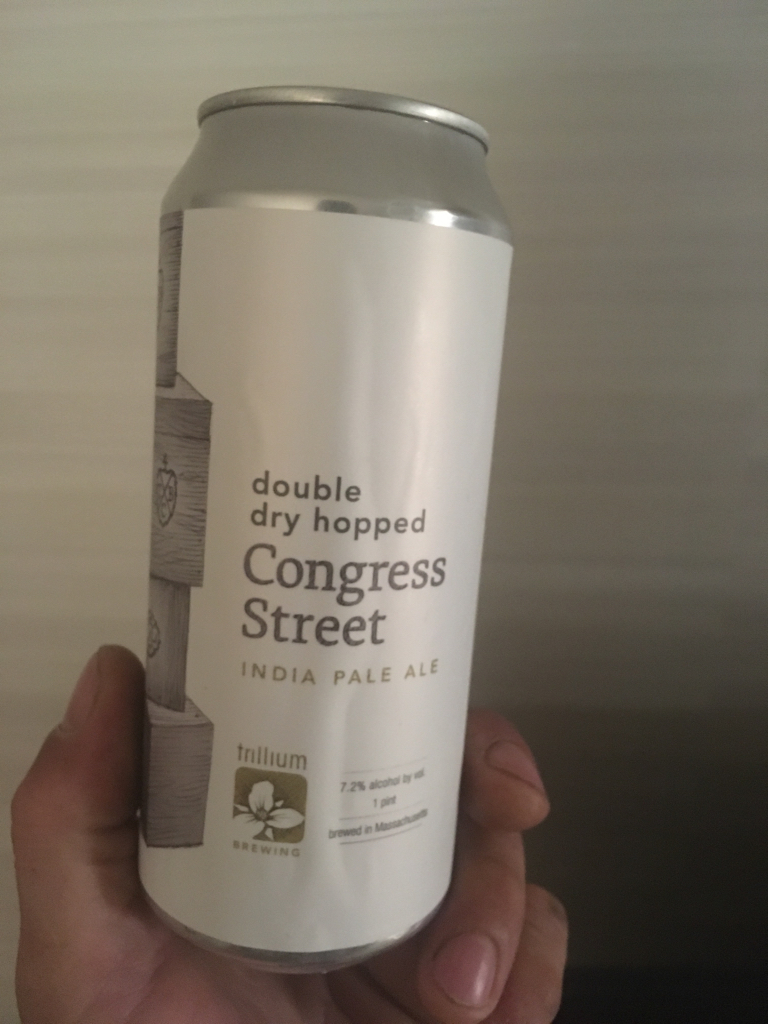 double
dry hopped
Congress
Street
INDIA PALE ALE
trillium
BREWING
7.2% alcohol by vol.
1 pint
brewed in Massachusetts